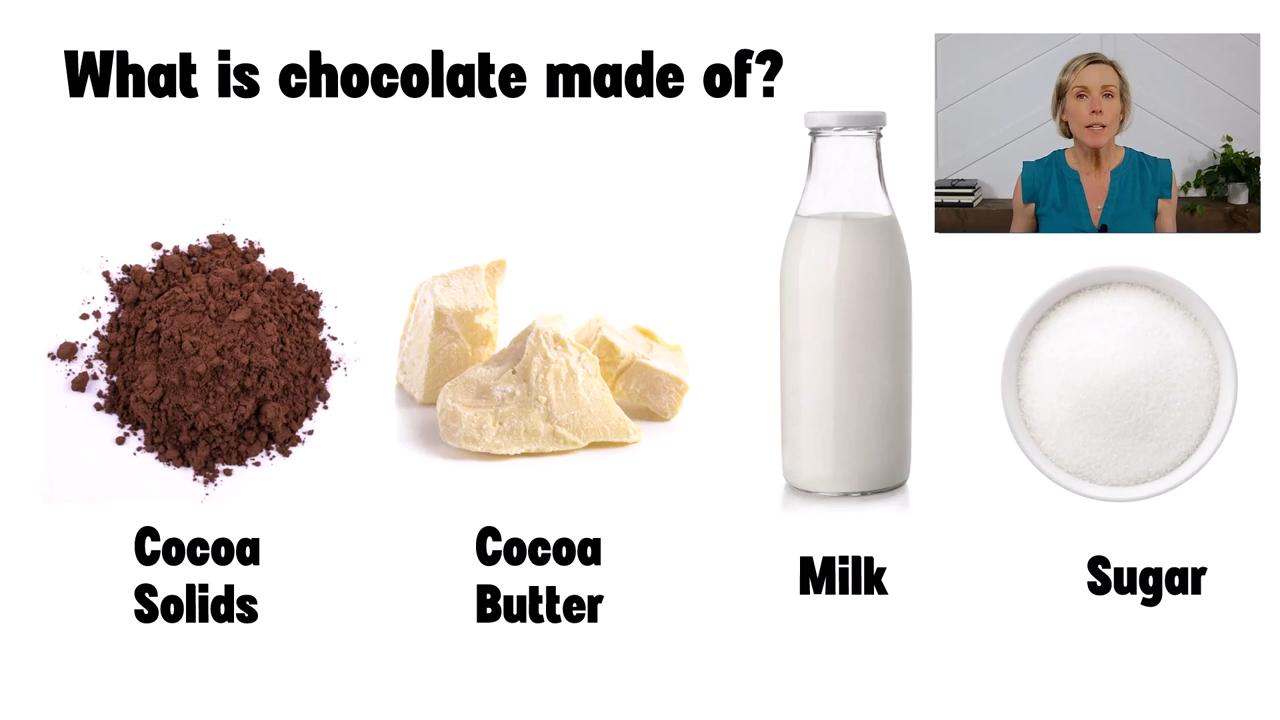 What is chocolate made of?
Cocoa
Solids
Cocoa
Butter
Milk
Sugar